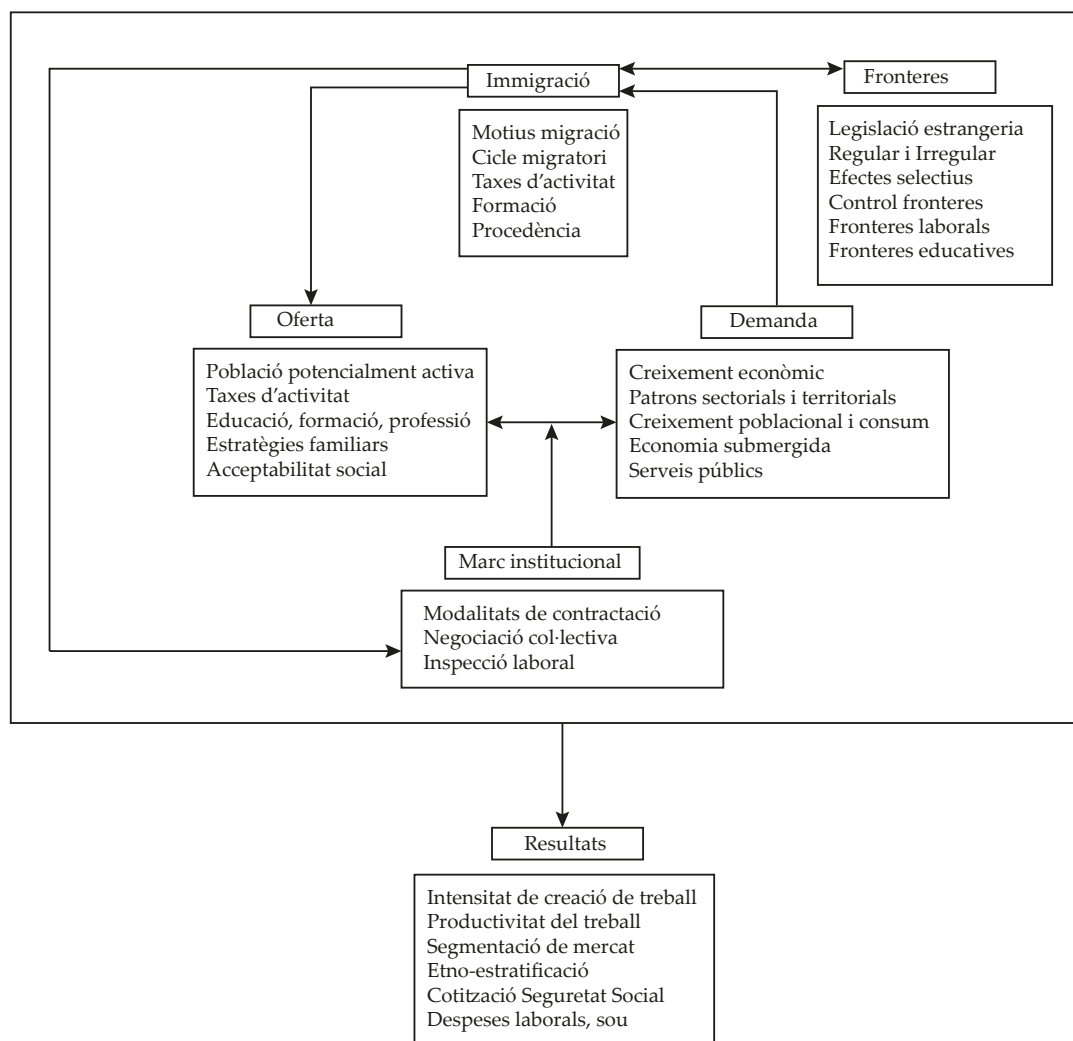 Immigració
Fronteres
Motius migració
Cicle migratori
Taxes d'activitat
Formació
Procedència
Legislació estrangeria
Regular i Irregular
Efectes selectius
Control fronteres
Fronteres laborals
Fronteres educatives
Oferta
Demanda
Població potencialment activa
Taxes d'activitat
Educació, formació, professió
Estratègies familiars
Acceptabilitat social
Creixement econòmic
Patrons sectorials i territorials
Creixement poblacional i consum
Economia submergida
Serveis públics
Marc institucional
Modalitats de contractació
Negociació col·lectiva
Inspecció laboral
Resultats
Intensitat de creació de treball
Productivitat del treball
Segmentació de mercat
Etno-estratificació
Cotització Seguretat Social
Despeses laborals, sou